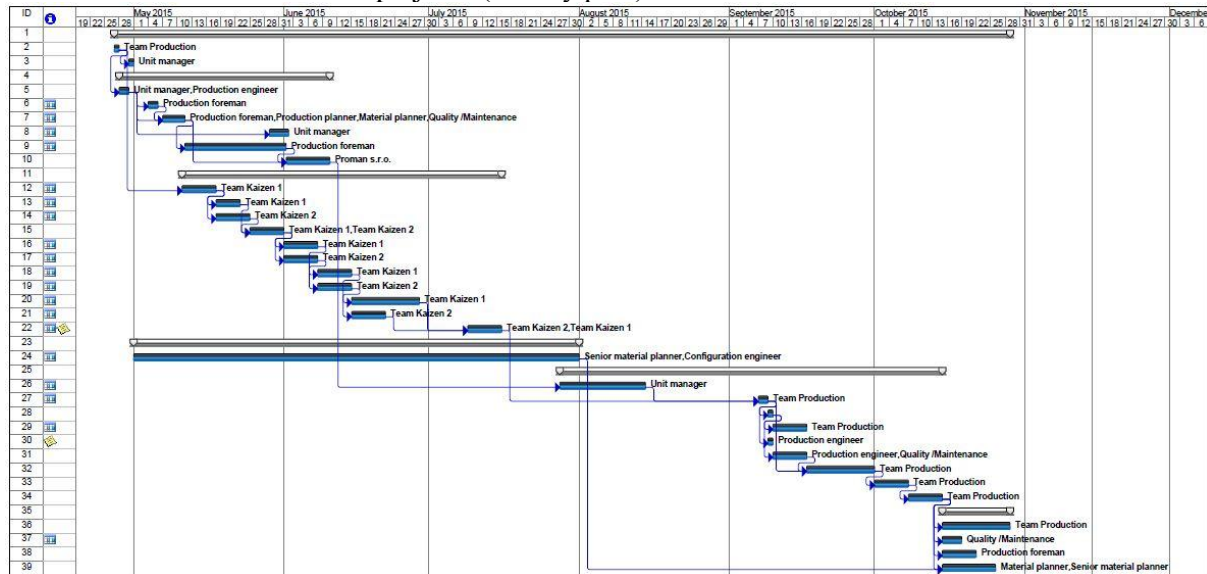 ID May 2015 June 2015 July 2015 August 2015 September 2015 October 2015 November 2015 Decembe
19 22 25 28 1 4 7 10 13 16 19 22 25 28 31 3 6 9 12 15 18 21 24 27 30 3 6 9 12 15 18 21 24 27 30 2 5 8 11 14 17 20 23 26 29 1 4 7 10 13 16 19 22 25 28 1 4 7 10 13 16 19 22 25 28 31 3 6 9 12 15 18 21 24 27 30 3 6
1
2 Team Production
3 Unit manager
4
5 Unit manager,Production engineer
6 Production foreman
7 Production foreman,Production planner,Material planner,Quality /Maintenance
8 Unit manager
9 Production foreman
10 Proman s.r.o.
11
12 Team Kaizen 1
13 Team Kaizen 1
14 Team Kaizen 2
15 Team Kaizen 1,Team Kaizen 2
16 Team Kaizen 1
17 Team Kaizen 2
18 Team Kaizen 1
19 Team Kaizen 2
20 Team Kaizen 1
21 Team Kaizen 2
22 Team Kaizen 2,Team Kaizen 1
23
24 Senior material planner,Configuration engineer
25
26 Unit manager
27 Team Production
28
29 Team Production
30 Production engineer
31 Production engineer,Quality /Maintenance
32 Team Production
33 Team Production
34 Team Production
35
36 Team Production
37 Quality /Maintenance
38 Production foreman
39 Material planner,Senior material planner